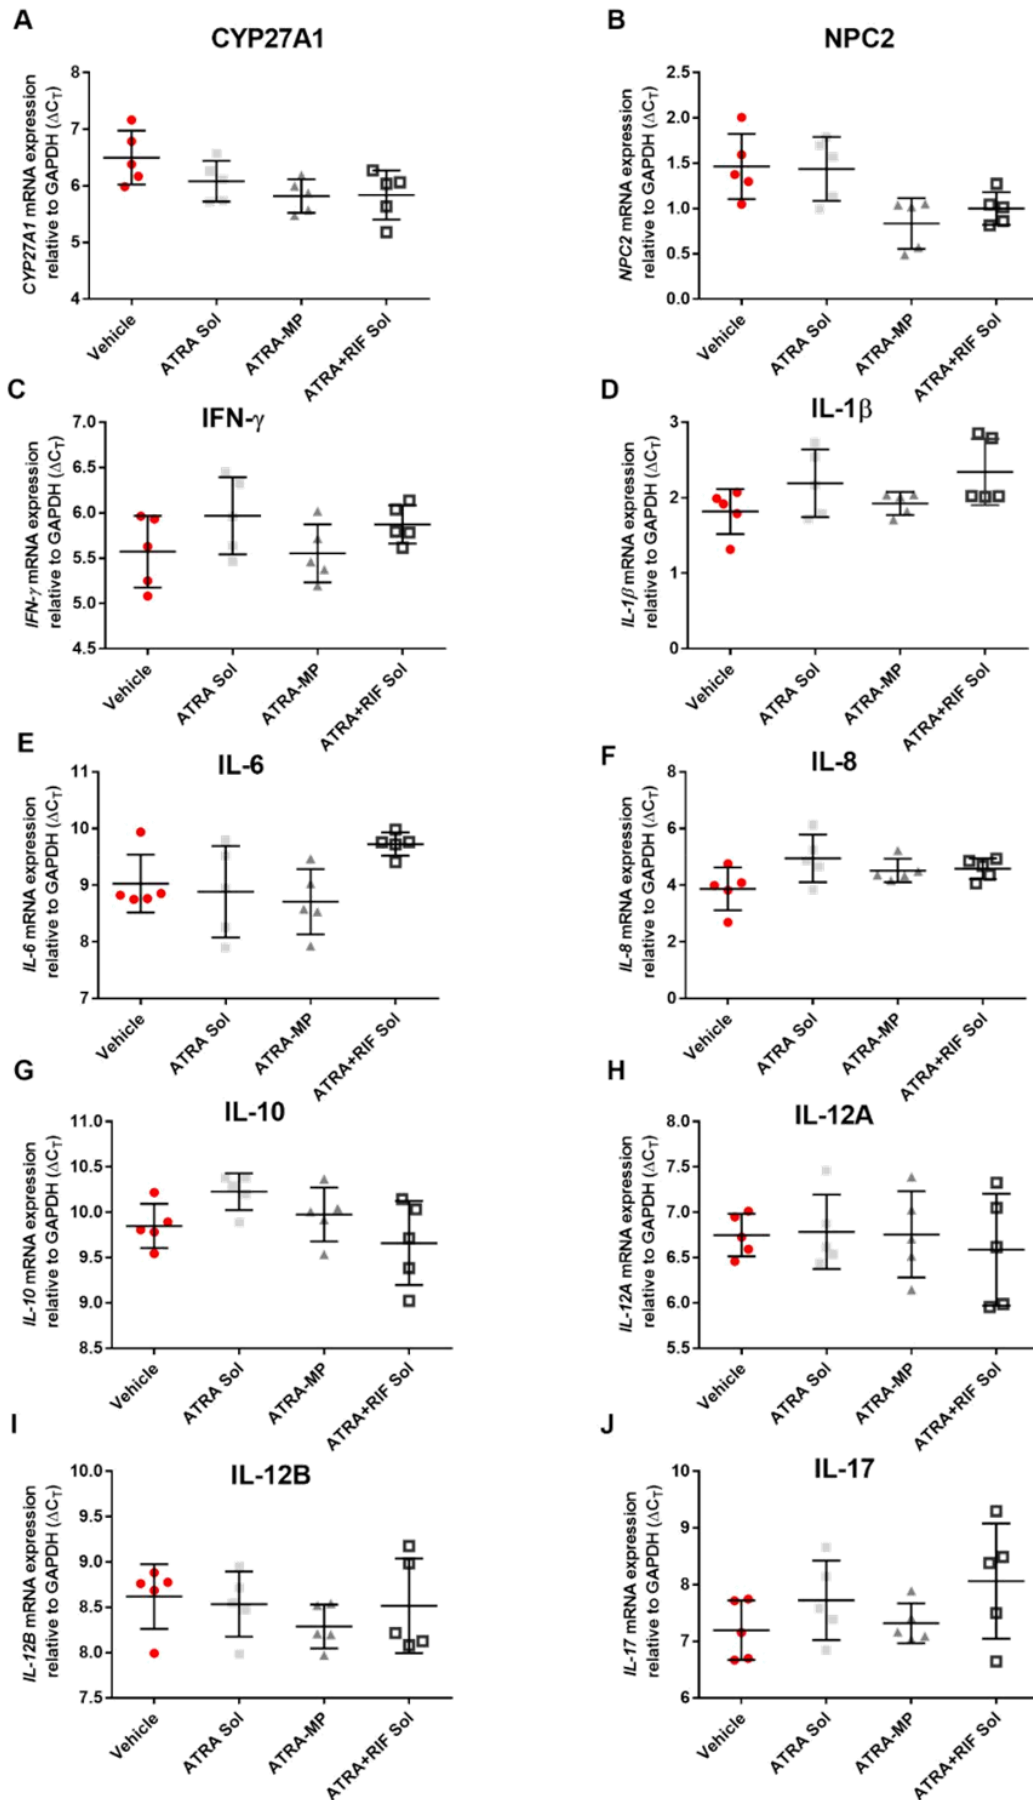 A
CYP27A1
CYP27A1 mRNA expression
relative to GAPDH (ΔCT)
8
7
6
5
4
Vehicle
ATRA Sol
ATRA-MP
ATRA+RIF Sol
B
NPC2
NPC2 mRNA expression
relative to GAPDH (ΔCT)
2.5
2.0
1.5
1.0
0.5
0.0
Vehicle
ATRA Sol
ATRA-MP
ATRA+RIF Sol
C
IFN-γ
IFN-γ mRNA expression
relative to GAPDH (ΔCT)
7.0
6.5
6.0
5.5
5.0
4.5
Vehicle
ATRA Sol
ATRA-MP
ATRA+RIF Sol
D
IL-1β
IL-1β mRNA expression
relative to GAPDH (ΔCT)
3
2
1
0
Vehicle
ATRA Sol
ATRA-MP
ATRA+RIF Sol
E
IL-6
IL-6 mRNA expression
relative to GAPDH (ΔCT)
11
10
9
8
7
Vehicle
ATRA Sol
ATRA-MP
ATRA+RIF Sol
F
IL-8
IL-8 mRNA expression
relative to GAPDH (ΔCT)
8
6
4
2
0
Vehicle
ATRA Sol
ATRA-MP
ATRA+RIF Sol
G
IL-10
IL-10 mRNA expression
relative to GAPDH (ΔCT)
11.0
10.5
10.0
9.5
9.0
8.5
Vehicle
ATRA Sol
ATRA-MP
ATRA+RIF Sol
H
IL-12A
IL-12A mRNA expression
relative to GAPDH (ΔCT)
8.0
7.0
6.5
6.0
5.5
Vehicle
ATRA Sol
ATRA-MP
ATRA+RIF Sol
I
IL-12B
IL-12B mRNA expression
relative to GAPDH (ΔCT)
10.0
9.5
9.0
8.5
8.0
7.5
Vehicle
ATRA Sol
ATRA-MP
ATRA+RIF Sol
J
IL-17
IL-17 mRNA expression
relative to GAPDH (ΔCT)
10
9
8
7
6
Vehicle
ATRA Sol
ATRA-MP
ATRA+RIF Sol